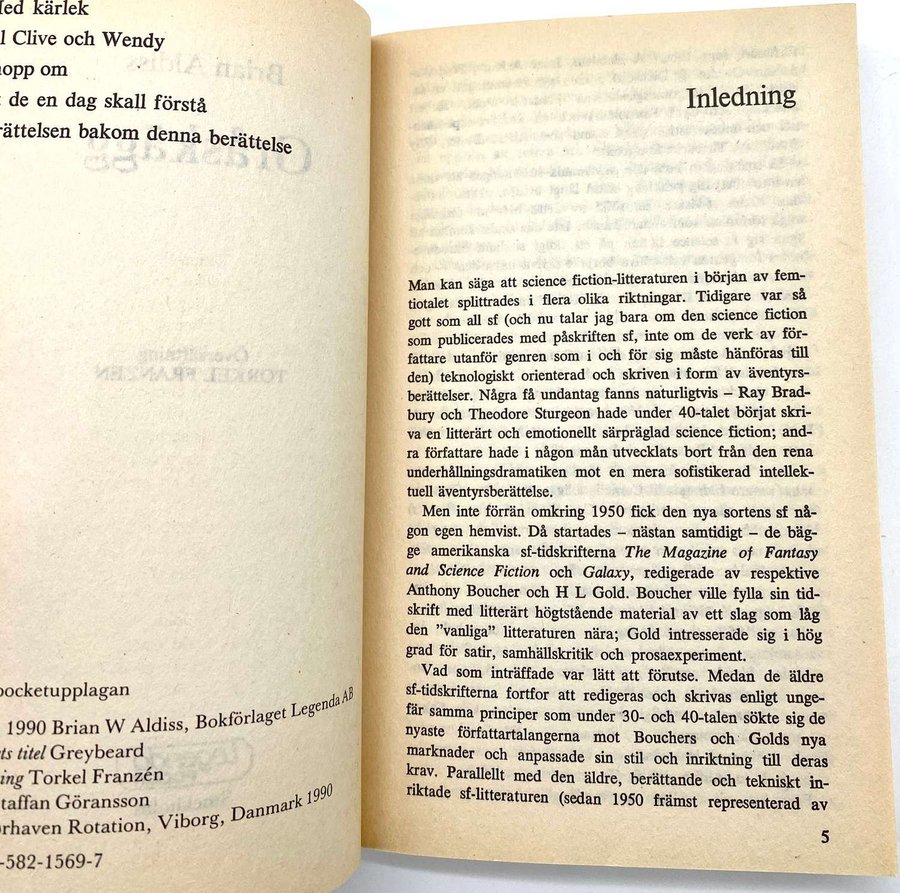 ed kärlek
l Clive och Wendy
hopp om
t de en dag skall förstå
rättelsen bakom denna berättelse
pocketupplagan
1990 Brian W Aldiss, Bokförlaget Legenda AB
ts titel Greybeard
ing Torkel Franzén
taffan Göransson
ørhaven Rotation, Viborg, Danmark 1990
-582-1569-7
Inledning
Man kan säga att science fiction-litteraturen i början av fem-
tiotalet splittrades i flera olika riktningar. Tidigare var så
gott som all sf (och nu talar jag bara om den science fiction
som publicerades med påskriften sf, inte om de verk av för-
fattare utanför genren som i och för sig måste hänföras till
den) teknologiskt orienterad och skriven i form av äventyrs-
berättelser. Några få undantag fanns naturligtvis – Ray Brad-
bury och Theodore Sturgeon hade under 40-talet börjat skri-
va en litterärt och emotionellt särpräglad science fiction; and-
ra författare hade i någon mån utvecklats bort från den rena
underhållningsdramatiken mot en mera sofistikerad intellek-
tuell äventyrsberättelse.
Men inte förrän omkring 1950 fick den nya sortens sf nå-
gon egen hemvist. Då startades – nästan samtidigt – de bäg-
ge amerikanska sf-tidskrifterna The Magazine of Fantasy
and Science Fiction och Galaxy, redigerade av respektive
Anthony Boucher och H L Gold. Boucher ville fylla sin tid-
skrift med litterärt högtstående material av ett slag som låg
den ”vanliga” litteraturen nära; Gold intresserade sig i hög
grad för satir, samhällskritik och prosaexperiment.
Vad som inträffade var lätt att förutse. Medan de äldre
sf-tidskrifterna fortfor att redigeras och skrivas enligt unge-
fär samma principer som under 30- och 40-talen sökte sig de
nyaste författartalangerna mot Bouchers och Golds nya
marknader och anpassade sin stil och inriktning till deras
krav. Parallellt med den äldre, berättande och tekniskt in-
riktade sf-litteraturen (sedan 1950 främst representerad av
5